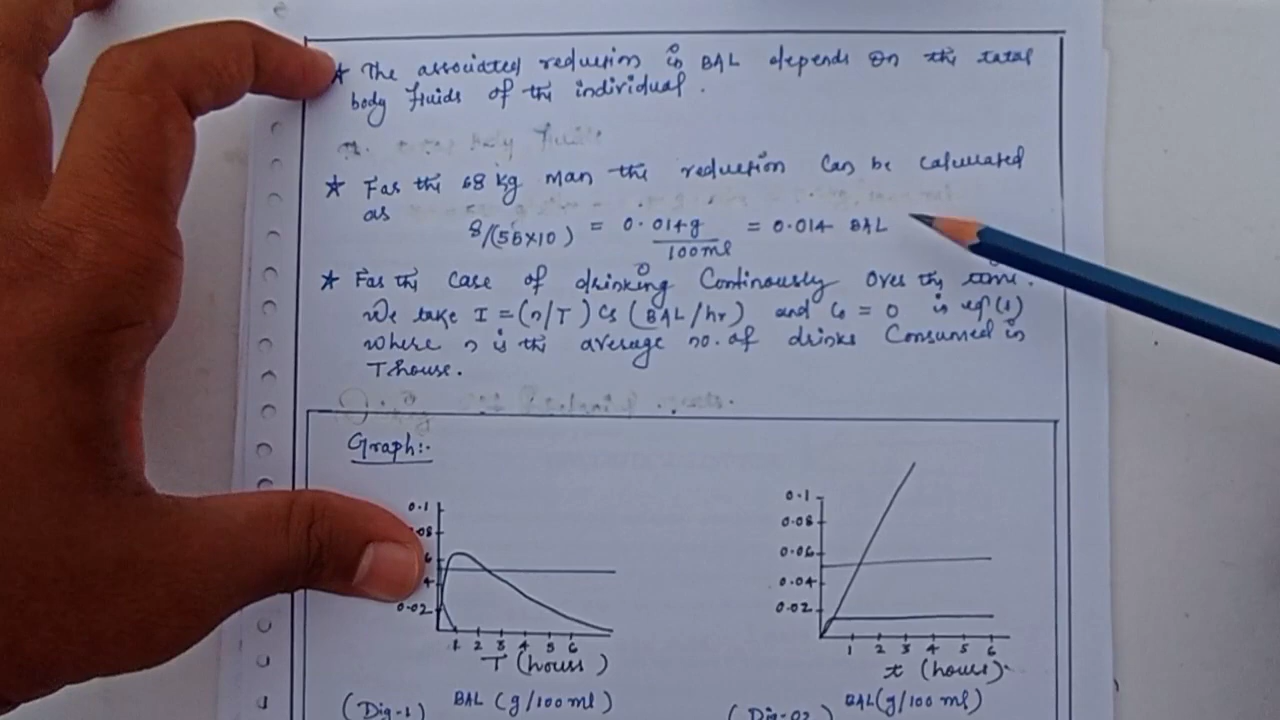 ★ The associated reduction in BAL depends on the total
body fluids of the individual.
★ For the 68 kg man the reduction can be calculated
as
8/(56×10) = 0.014g/100ml = 0.014 BAL
★ For the case of drinking Continously Over the time.
We take I = (n/T) Cs (BAL/hr) and C₀ = 0 in eqⁿ(1)
where n is the average no. of drinks Consumed in
T hours.
Graph:-
0.1
0.02
1 2 3 4 5 6
T (hours)
BAL (g/100 ml)
(Dig-1)
0.1
0.08
0.06
0.04
0.02
1 2 3 4 5 6
t (hours)
BAL (g/100 ml)
(Dig-02)